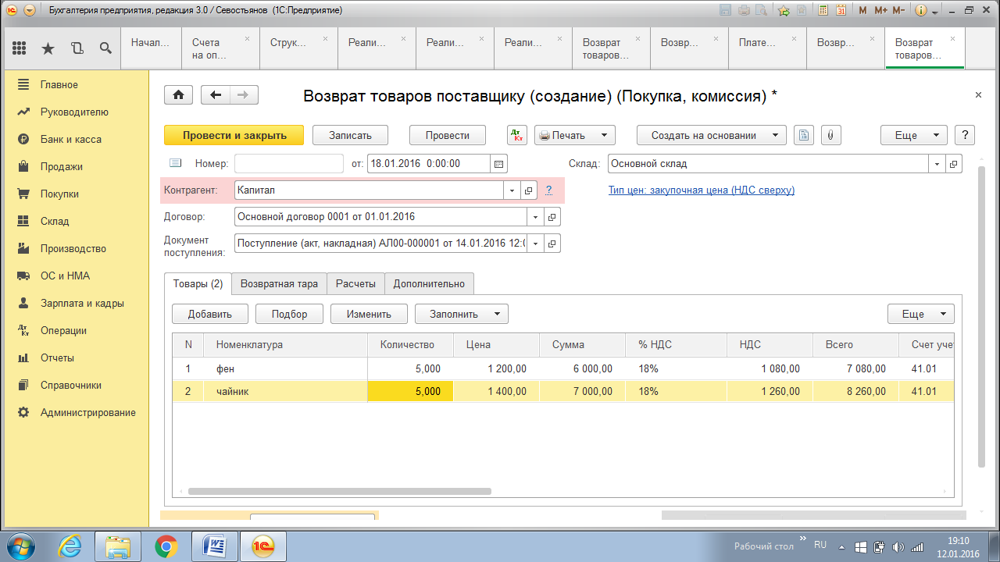 Бухгалтерия предприятия, редакция 3.0 / Севостьянов (1С:Предприятие)
M M+ M-
Начал... Счета на оп... Струк... Реали... Реали... Реали... Возврат товаров... Возвр... Плате... Возвр... Возврат товаров...
Главное
Руководителю
Банк и касса
Продажи
Покупки
Склад
Производство
ОС и НМА
Зарплата и кадры
Операции
Отчеты
Справочники
Администрирование
Возврат товаров поставщику (создание) (Покупка, комиссия) *
Провести и закрыть Записать Провести Дт Кт Печать Создать на основании Еще ?
Номер: от: 18.01.2016 0:00:00 Склад: Основной склад
Контрагент: Капитал ? Тип цен: закупочная цена (НДС сверху)
Договор: Основной договор 0001 от 01.01.2016
Документ поступления: Поступление (акт, накладная) АЛ00-000001 от 14.01.2016 12:0
Товары (2) Возвратная тара Расчеты Дополнительно
Добавить Подбор Изменить Заполнить Еще
N Номенклатура Количество Цена Сумма % НДС НДС Всего Счет уче
1 фен 5,000 1 200,00 6 000,00 18% 1 080,00 7 080,00 41.01
2 чайник 5,000 1 400,00 7 000,00 18% 1 260,00 8 260,00 41.01
Рабочий стол » RU 19:10
12.01.2016